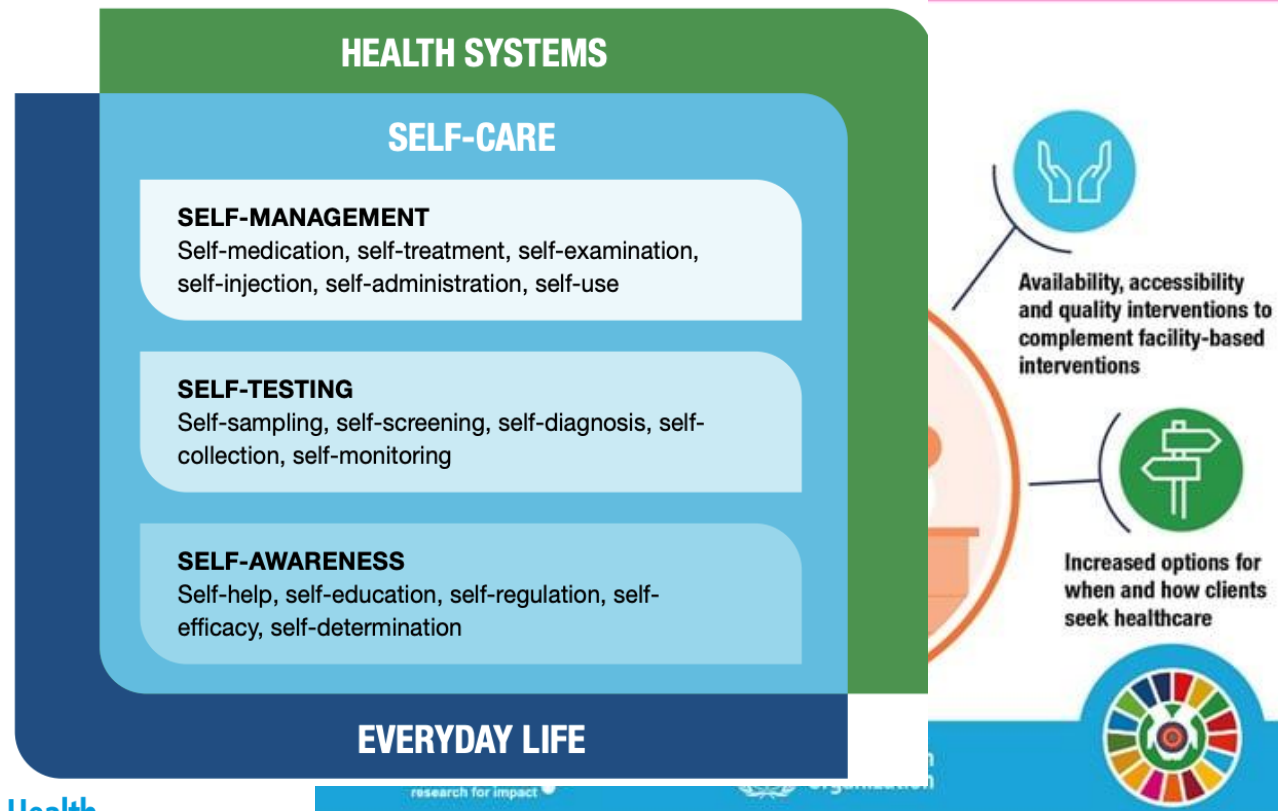 HEALTH SYSTEMS
SELF-CARE
SELF-MANAGEMENT
Self-medication, self-treatment, self-examination,
self-injection, self-administration, self-use
SELF-TESTING
Self-sampling, self-screening, self-diagnosis, self-
collection, self-monitoring
SELF-AWARENESS
Self-help, self-education, self-regulation, self-
efficacy, self-determination
EVERYDAY LIFE
Availability, accessibility
and quality interventions to
complement facility-based
interventions
Increased options for
when and how clients
seek healthcare
Health
research for impact